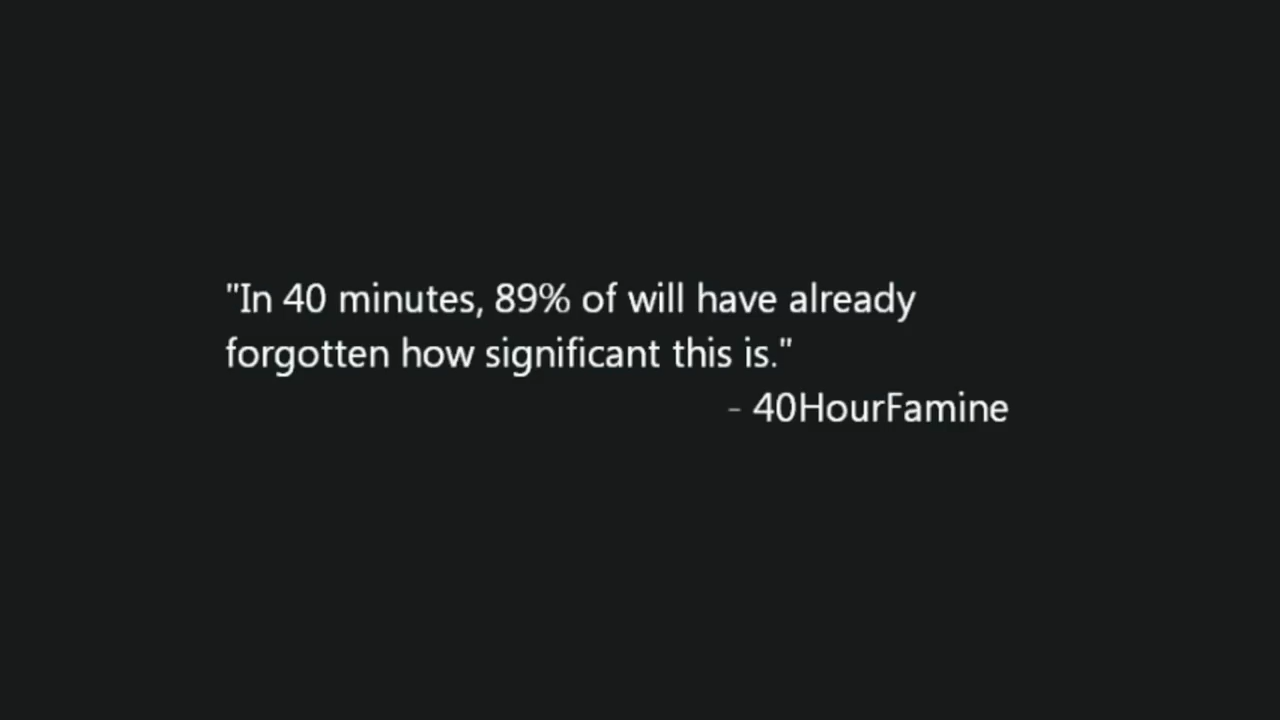 "In 40 minutes, 89% of will have already
forgotten how significant this is."
- 40HourFamine